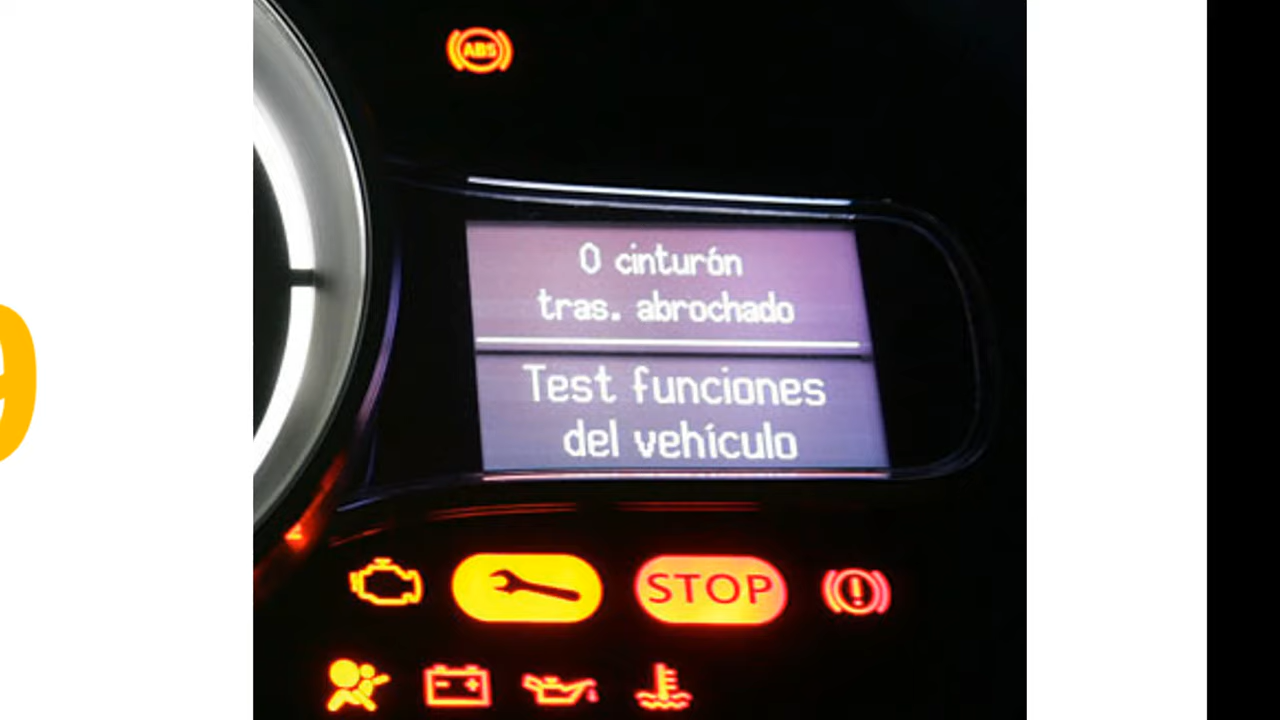 ABS
0 cinturón
tras. abrochado
Test funciones
del vehículo
STOP